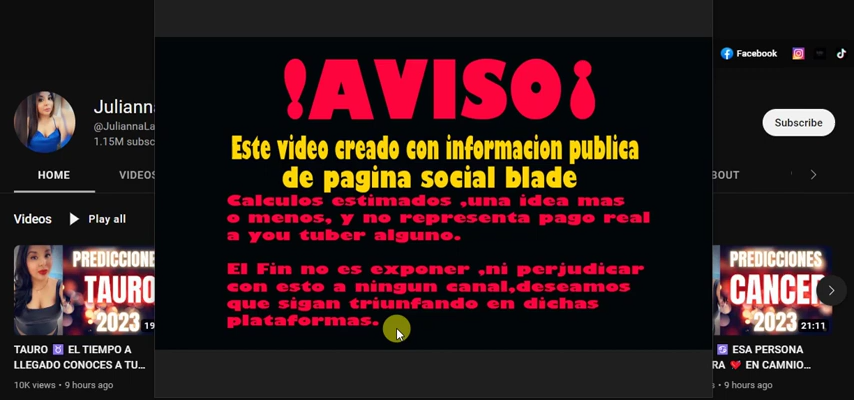 !AVISO¡
Este video creado con informacion publica
de pagina social blade
Calculos estimados ,una idea mas
o menos, y no representa pago real
a you tuber alguno.
El Fin no es exponer ,ni perjudicar
con esto a ningun canal,deseamos
que sigan triunfando en dichas
plataformas.
Facebook
Julianna
@JuliannaLa
1.15M subsc
Subscribe
HOME
VIDEOS
BOUT
Videos
Play all
PREDICCIONES
TAURO
2023
19
TAURO ♉ EL TIEMPO A
LLEGADO CONOCES A TU...
10K views • 9 hours ago
PREDICCIONES
CANCER
2023
21:11
♋ ESA PERSONA
RA ❤️ EN CAMNIO...
s • 9 hours ago